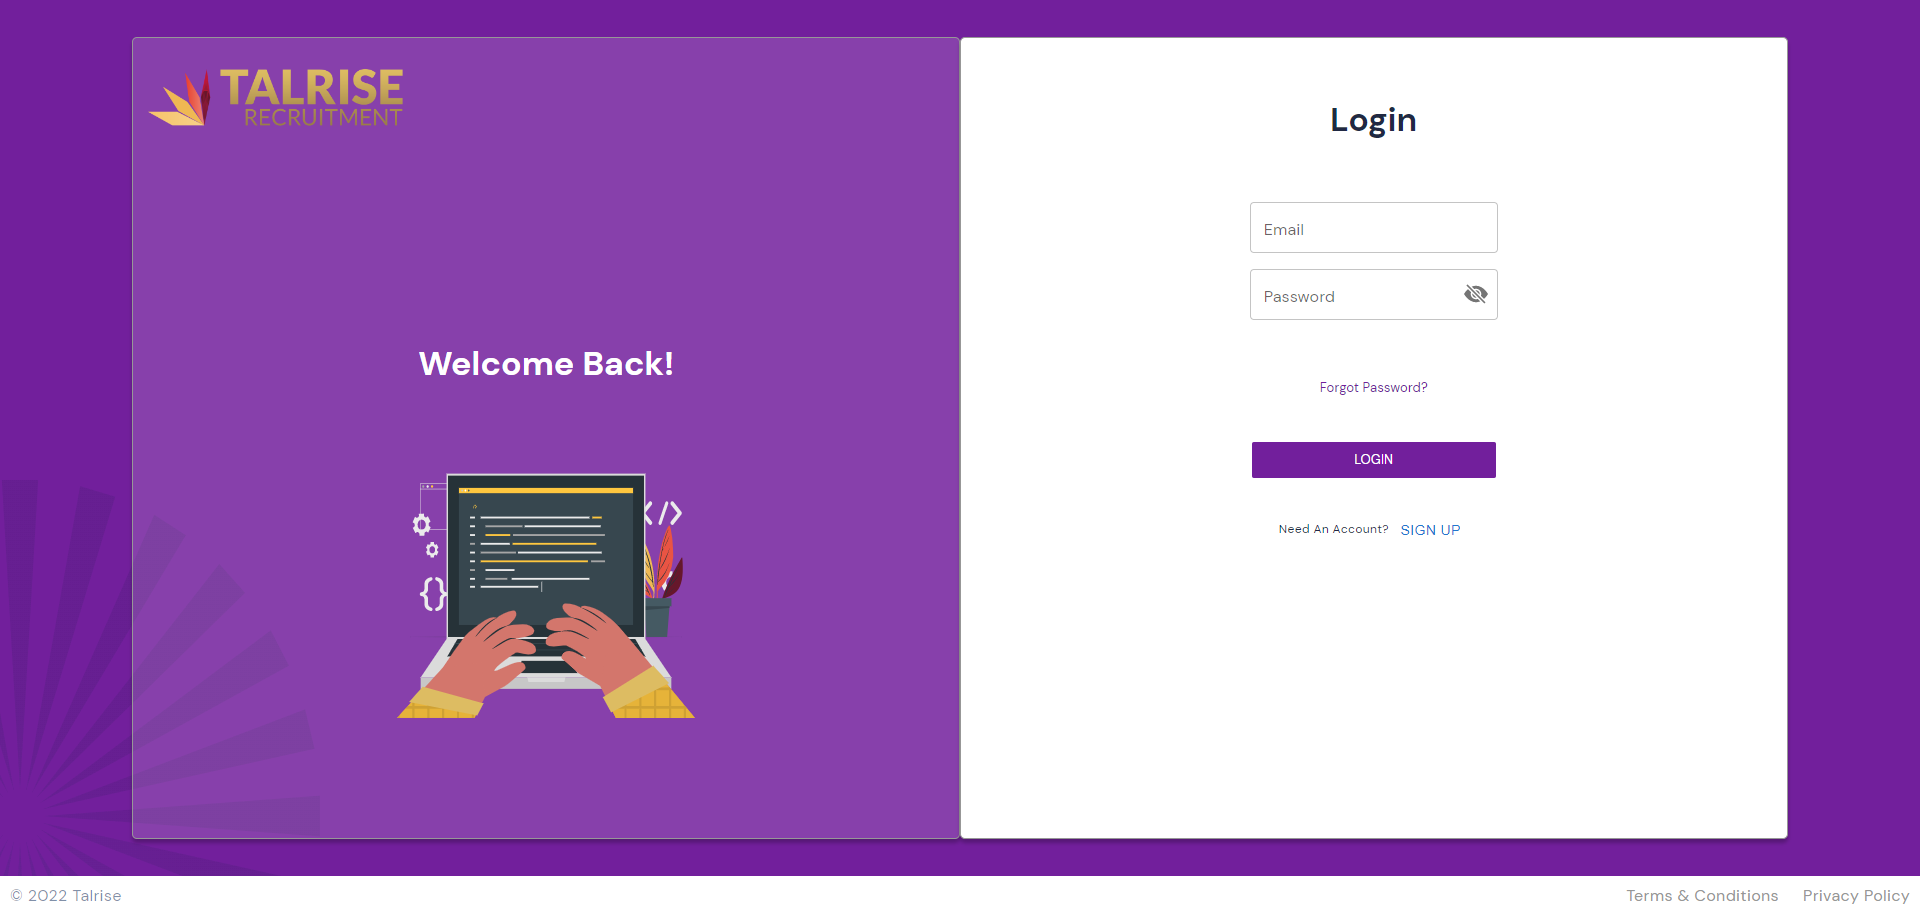 TALRISE
RECRUITMENT
Welcome Back!
</>
{}
Login
Email
Password
Forgot Password?
LOGIN
Need An Account? SIGN UP
© 2022 Talrise
Terms & Conditions Privacy Policy